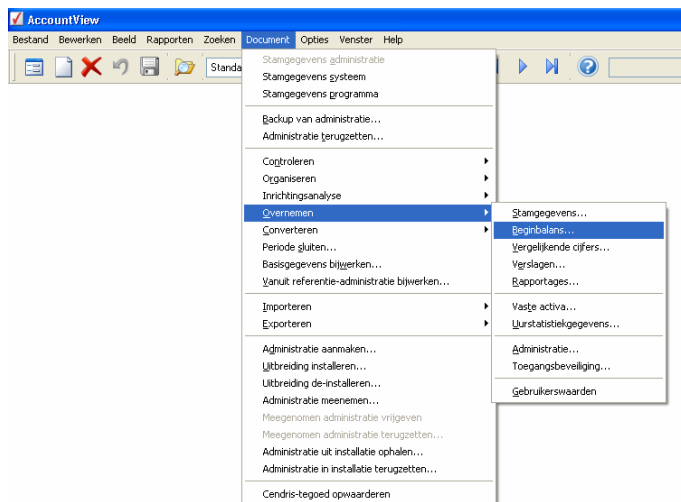 AccountView
Bestand Bewerken Beeld Rapporten Zoeken Document Opties Venster Help
Standa
Stamgegevens administratie
Stamgegevens systeem
Stamgegevens programma
Backup van administratie...
Administratie terugzetten...
Controleren
Organiseren
Inrichtingsanalyse
Overnemen
Converteren
Periode sluiten...
Basisgegevens bijwerken...
Vanuit referentie-administratie bijwerken...
Importeren
Exporteren
Administratie aanmaken...
Uitbreiding installeren...
Uitbreiding de-installeren...
Administratie meenemen...
Meegenomen administratie vrijgeven
Meegenomen administratie terugzetten...
Administratie uit installatie ophalen...
Administratie in installatie terugzetten...
Cendris-tegoed opwaarderen
Stamgegevens...
Beginbalans...
Vergelijkende cijfers...
Verslagen...
Rapportages...
Vaste activa...
Uurstatistiekgegevens...
Administratie...
Toegangsbeveiliging...
Gebruikerswaarden